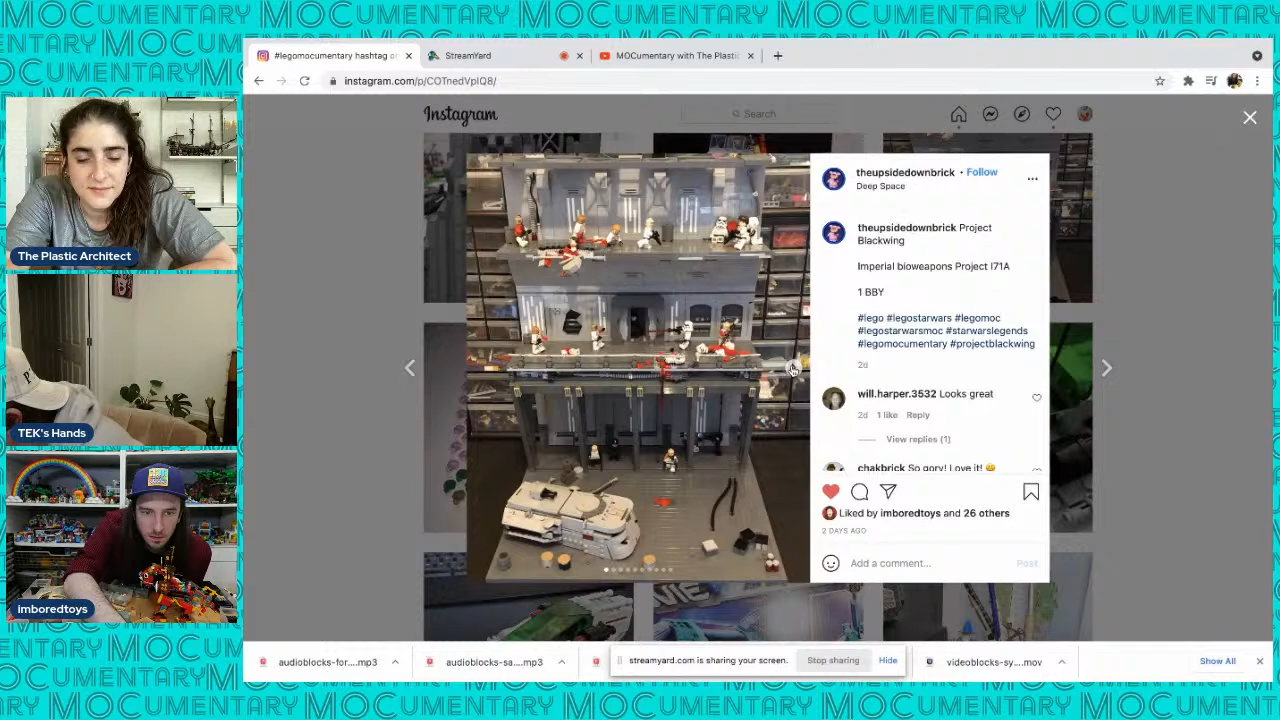 MOCUMENTARY
#legomocumentary hashtag or
StreamYard
MOCumentary with The Plasti
instagram.com/p/COTnedVplQ8/
Instagram
Search
theupsidedownbrick • Follow
Deep Space
theupsidedownbrick Project
Blackwing
Imperial bioweapons Project I71A
1 BBY
#lego #legostarwars #legomoc
#legostarwarsmoc #starwarslegends
#legomocumentary #projectblackwing
2d
will.harper.3532 Looks great
2d 1 like Reply
View replies (1)
chakbrick So gory! Love it!
Liked by imboredtoys and 26 others
2 DAYS AGO
Add a comment...
Post
The Plastic Architect
TEK's Hands
imboredtoys
audioblocks-for....mp3
audioblocks-sa....mp3
streamyard.com is sharing your screen.
Stop sharing
Hide
videoblocks-sy....mov
Show All